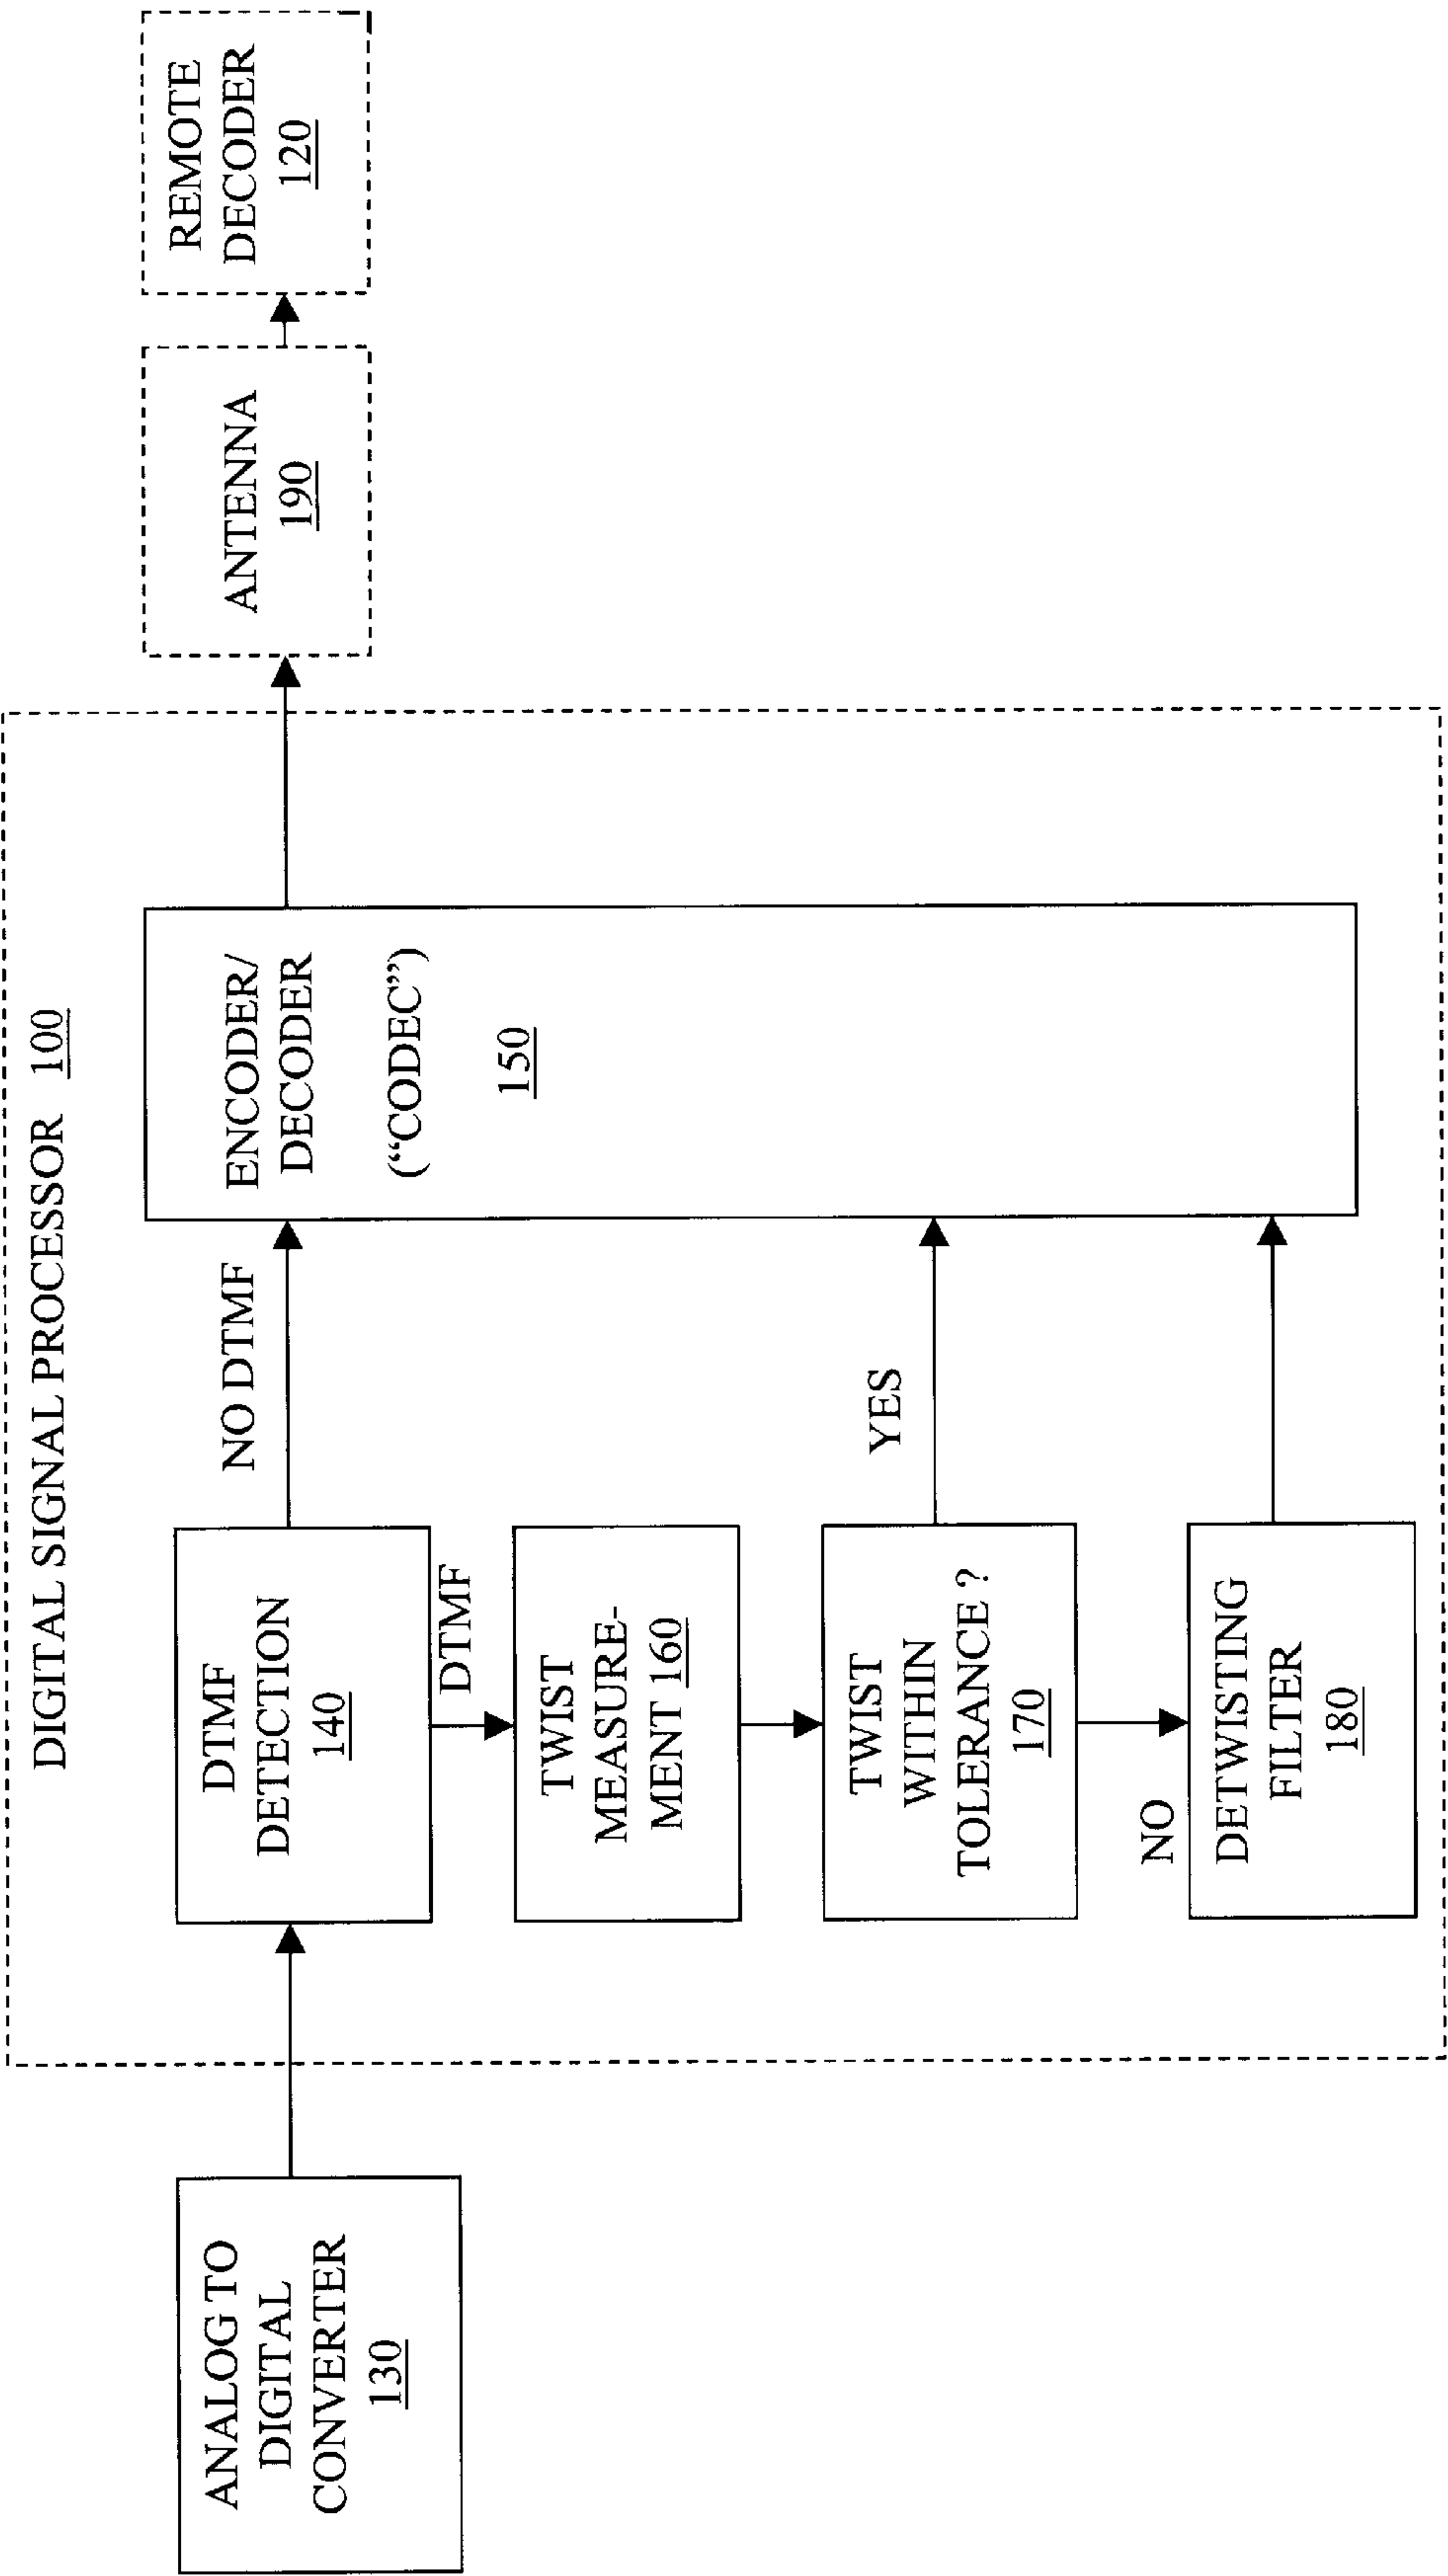 DIGITAL SIGNAL PROCESSOR 100
ANALOG TO
DIGITAL
CONVERTER
130
DTMF
DETECTION
140
NO DTMF
DTMF
TWIST
MEASURE-
MENT 160
TWIST
WITHIN
TOLERANCE ?
170
YES
NO
DETWISTING
FILTER
180
ENCODER/
DECODER
(“CODEC”)
150
ANTENNA
190
REMOTE
DECODER
120